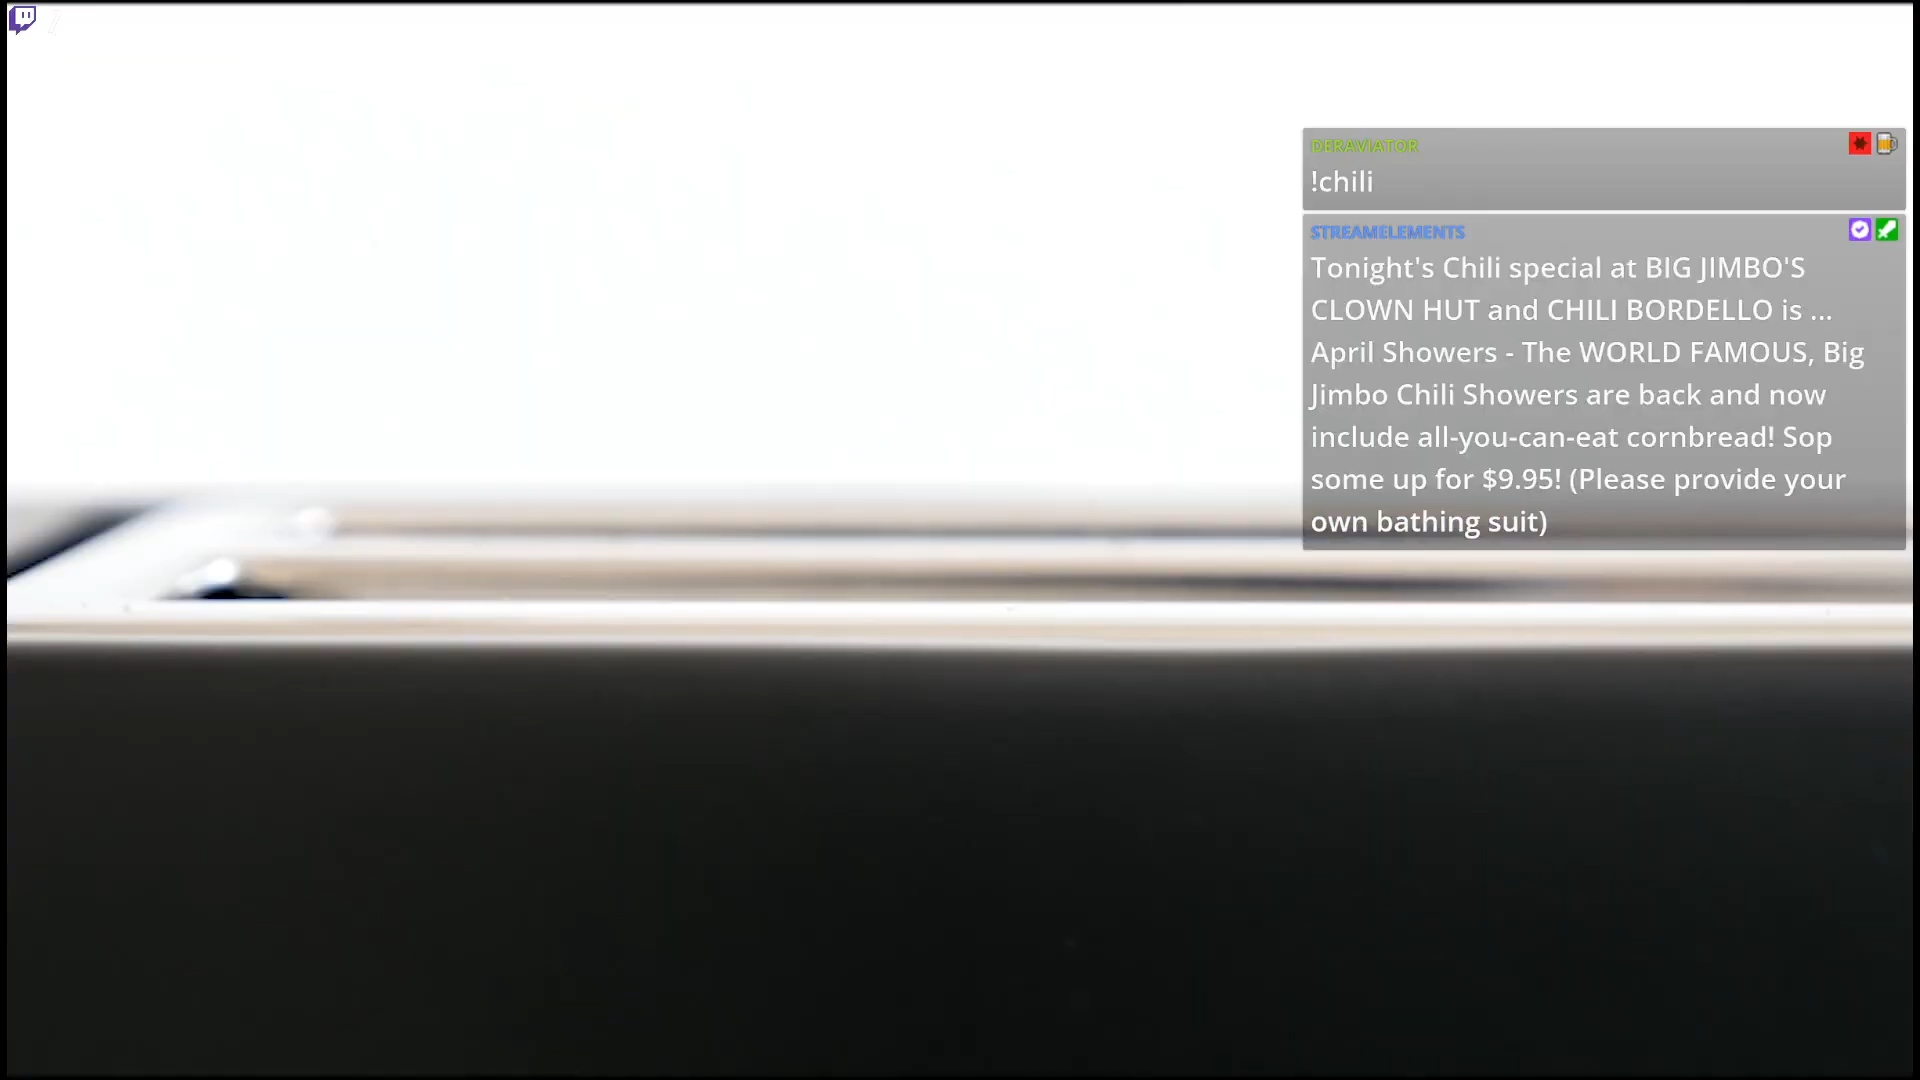 DERAVIATOR
!chili
STREAMELEMENTS
Tonight's Chili special at BIG JIMBO'S
CLOWN HUT and CHILI BORDELLO is ...
April Showers - The WORLD FAMOUS, Big
Jimbo Chili Showers are back and now
include all-you-can-eat cornbread! Sop
some up for $9.95! (Please provide your
own bathing suit)